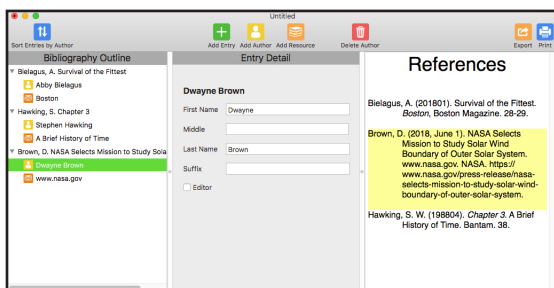 Untitled
Sort Entries by Author
Add Entry
Add Author
Add Resource
Delete Author
Export
Print
Bibliography Outline
Bielagus, A. Survival of the Fittest
Abby Bielagus
Boston
Hawking, S. Chapter 3
Stephen Hawking
A Brief History of Time
Brown, D. NASA Selects Mission to Study Sola
Dwayne Brown
www.nasa.gov
Entry Detail
Dwayne Brown
First Name Dwayne
Middle
Last Name Brown
Suffix
Editor
References
Bielagus, A. (201801). Survival of the Fittest.
Boston, Boston Magazine. 28-29.
Brown, D. (2018, June 1). NASA Selects
Mission to Study Solar Wind
Boundary of Outer Solar System.
www.nasa.gov. NASA. https://
www.nasa.gov/press-release/nasa-
selects-mission-to-study-solar-wind-
boundary-of-outer-solar-system.
Hawking, S. W. (198804). Chapter 3. A Brief
History of Time. Bantam. 38.